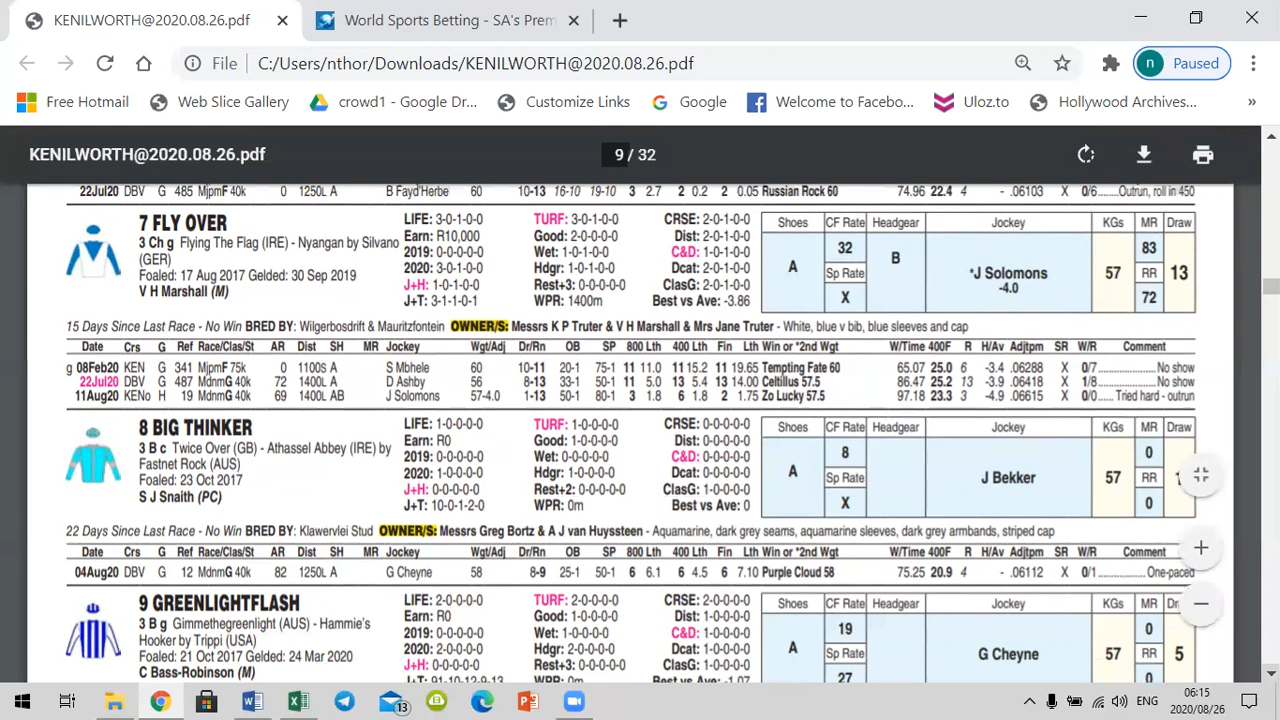 KENILWORTH@2020.08.26.pdf World Sports Betting - SA's Prem
File C:/Users/nthor/Downloads/KENILWORTH@2020.08.26.pdf n Paused
Free Hotmail Web Slice Gallery crowd1 - Google Dr... Customize Links Google Welcome to Facebo... Uloz.to Hollywood Archives... »
KENILWORTH@2020.08.26.pdf 9 / 32
22Jul20 DBV G 485 MjpmF 40k 0 1250L A B Fayd'Herbe 60 10-13 16-10 19-10 3 2.7 2 0.2 2 0.05 Russian Rock 60 74.96 22.4 4 - .06103 X 0/6 Outrun, roll in 450
7 FLY OVER LIFE: 3-0-1-0-0 TURF: 3-0-1-0-0 CRSE: 2-0-1-0-0 Shoes CF Rate Headgear Jockey KGs MR Draw
3 Ch g Flying The Flag (IRE) - Nyangan by Silvano Earn: R10,000 Good: 2-0-0-0-0 Dist: 2-0-1-0-0 32 83
(GER) 2019: 0-0-0-0-0 Wet: 1-0-1-0-0 C&D: 2-0-1-0-0 A B *J Solomons 57 13
Foaled: 17 Aug 2017 Gelded: 30 Sep 2019 2020: 3-0-1-0-0 Hdgr: 1-0-1-0-0 Dcat: 2-0-1-0-0 Sp Rate -4.0 RR
V H Marshall (M) J+H: 1-0-1-0-0 Rest+3: 0-0-0-0-0 ClasG: 2-0-1-0-0 X 72
J+T: 3-1-1-0-1 WPR: 1400m Best vs Ave: -3.86
15 Days Since Last Race - No Win BRED BY: Wilgerbosdrift & Mauritzfontein OWNER/S: Messrs K P Truter & V H Marshall & Mrs Jane Truter - White, blue v bib, blue sleeves and cap
Date Crs G Ref Race/Clas/St AR Dist SH MR Jockey Wgt/Adj Dr/Rn OB SP 800 Lth 400 Lth Fin Lth Win or *2nd Wgt W/Time 400F R H/Av Adjtpm SR W/R Comment
g 08Feb20 KEN G 341 MjpmF 75k 0 1100S A S Mbhele 60 10-11 20-1 75-1 11 11.0 11 15.2 11 19.65 Tempting Fate 60 65.07 25.0 6 -3.4 .06288 X 0/7 No show
22Jul20 DBV G 487 MdnmG 40k 72 1400L A D Ashby 56 8-13 33-1 50-1 11 5.0 13 5.4 13 14.00 Celtillus 57.5 86.47 25.2 13 -3.9 .06418 X 1/8 No show
11Aug20 KENo H 19 MdnmG 40k 69 1400L AB J Solomons 57-4.0 1-13 50-1 80-1 3 1.8 6 1.8 2 1.75 Zo Lucky 57.5 97.18 23.3 3 -4.9 .06615 X 0/0 Tried hard - outrun
8 BIG THINKER LIFE: 1-0-0-0-0 TURF: 1-0-0-0-0 CRSE: 0-0-0-0-0 Shoes CF Rate Headgear Jockey KGs MR Draw
3 B c Twice Over (GB) - Athassel Abbey (IRE) by Earn: R0 Good: 1-0-0-0-0 Dist: 0-0-0-0-0 8 0
Fastnet Rock (AUS) 2019: 0-0-0-0-0 Wet: 0-0-0-0-0 C&D: 0-0-0-0-0 A J Bekker 57
Foaled: 23 Oct 2017 2020: 1-0-0-0-0 Hdgr: 1-0-0-0-0 Dcat: 0-0-0-0-0 Sp Rate RR
S J Snaith (PC) J+H: 0-0-0-0-0 Rest+2: 0-0-0-0-0 ClasG: 1-0-0-0-0 X 0
J+T: 10-0-1-2-0 WPR: 0m Best vs Ave: 0
22 Days Since Last Race - No Win BRED BY: Klawervlei Stud OWNER/S: Messrs Greg Bortz & A J van Huyssteen - Aquamarine, dark grey seams, aquamarine sleeves, dark grey armbands, striped cap
Date Crs G Ref Race/Clas/St AR Dist SH MR Jockey Wgt/Adj Dr/Rn OB SP 800 Lth 400 Lth Fin Lth Win or *2nd Wgt W/Time 400F R H/Av Adjtpm SR W/R Comment
04Aug20 DBV G 12 MdnmG 40k 82 1250L A G Cheyne 58 8-9 25-1 50-1 6 6.1 6 4.5 6 7.10 Purple Cloud 58 75.25 20.9 4 - .06112 X 0/1 One-paced
9 GREENLIGHTFLASH LIFE: 2-0-0-0-0 TURF: 2-0-0-0-0 CRSE: 2-0-0-0-0 Shoes CF Rate Headgear Jockey KGs MR
3 B g Gimmethegreenlight (AUS) - Hammie's Earn: R0 Good: 1-0-0-0-0 Dist: 1-0-0-0-0 19 0
Hooker by Trippi (USA) 2019: 0-0-0-0-0 Wet: 1-0-0-0-0 C&D: 1-0-0-0-0 A G Cheyne 57 5
Foaled: 21 Oct 2017 Gelded: 24 Mar 2020 2020: 2-0-0-0-0 Hdgr: 2-0-0-0-0 Dcat: 1-0-0-0-0 Sp Rate RR
C Bass-Robinson (M) J+H: 0-0-0-0-0 Rest+3: 0-0-0-0-0 ClasG: 1-0-0-0-0 27 0
J+T: 91-10-12-9-13 WPR: 0m Best vs Ave: -1.07
13 ENG 06:15
2020/08/26